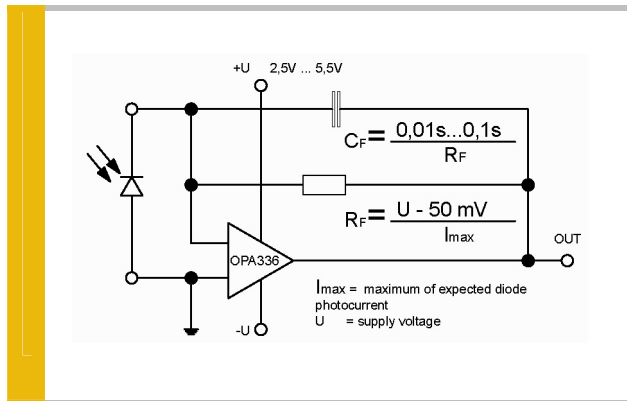 +U 2,5V ... 5,5V
CF= 0,01s...0,1s
RF
RF= U - 50 mV
Imax
OUT
OPA336
Imax = maximum of expected diode
photocurrent
U = supply voltage
-U